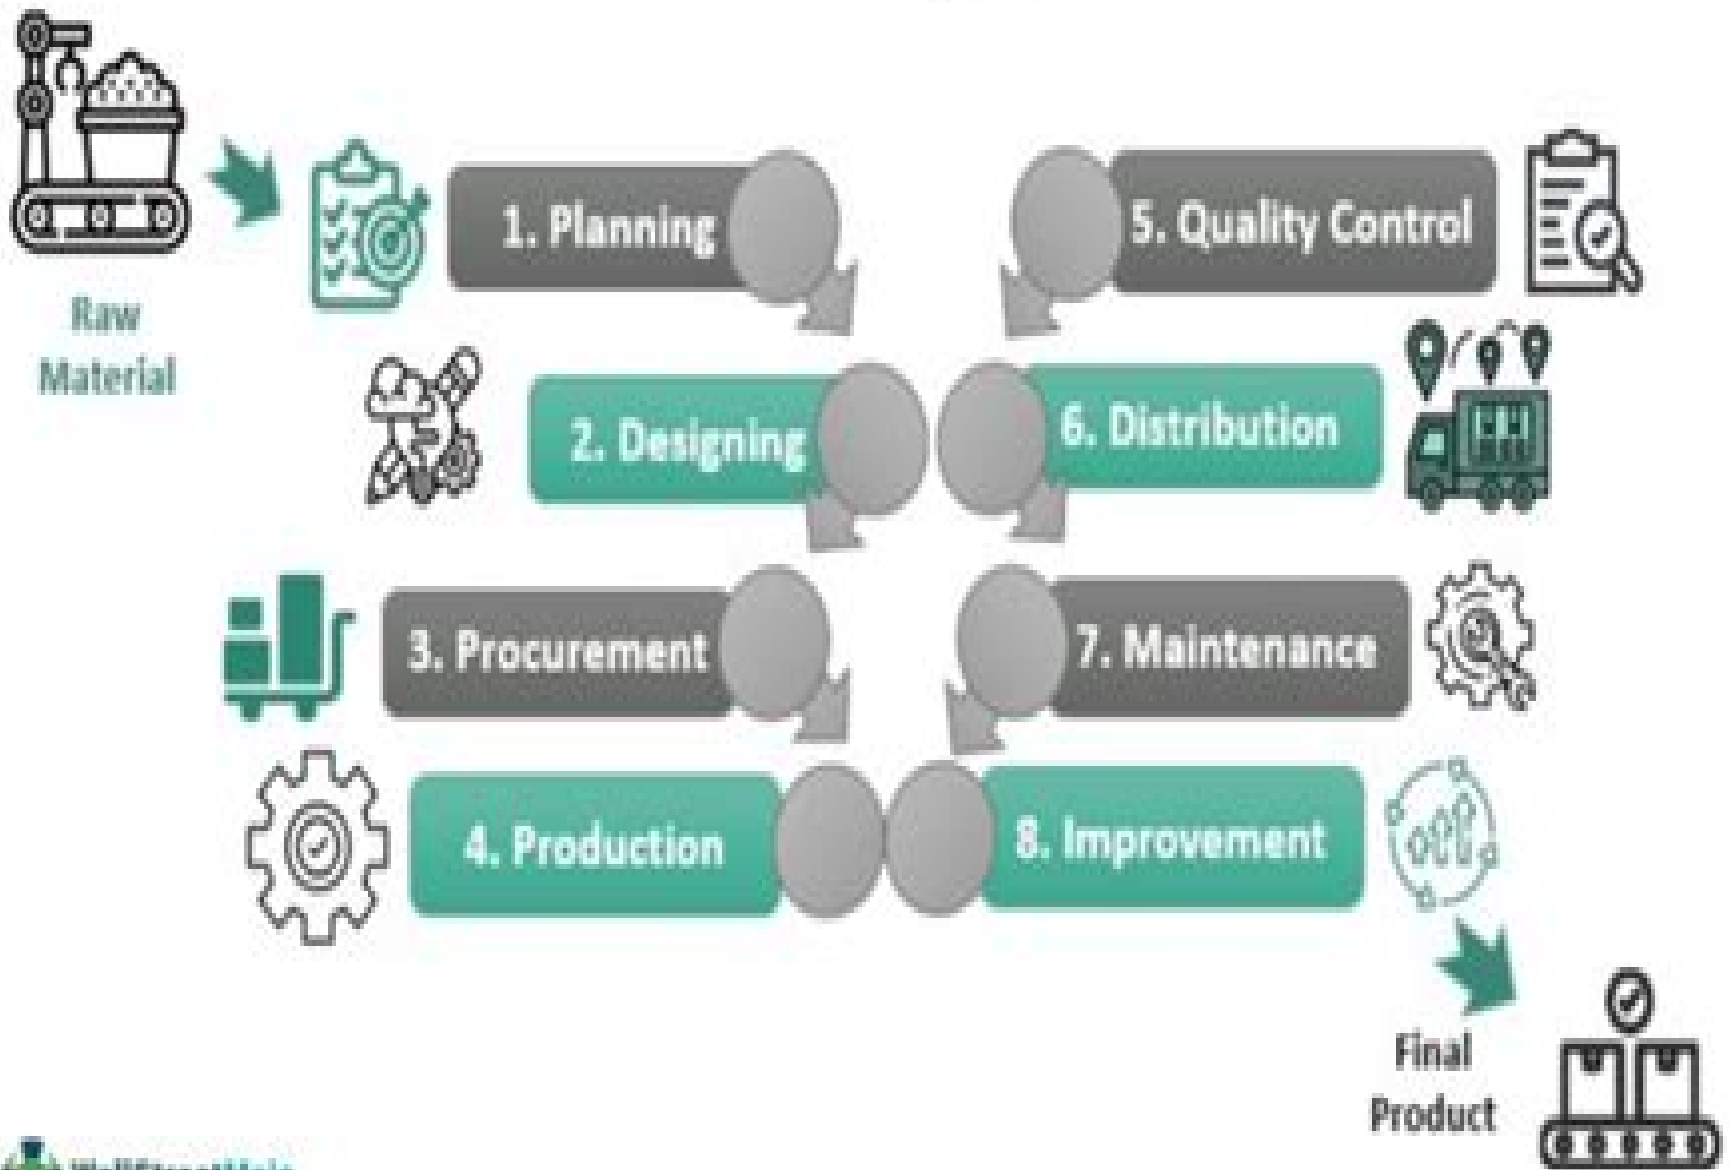 Raw
Material
1. Planning
2. Designing
3. Procurement
4. Production
5. Quality Control
6. Distribution
7. Maintenance
8. Improvement
Final
Product